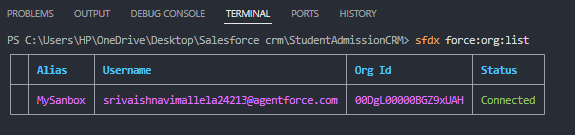 PROBLEMS OUTPUT DEBUG CONSOLE TERMINAL PORTS HISTORY
PS C:\Users\HP\OneDrive\Desktop\Salesforce crm\StudentAdmissionCRM> sfdx force:org:list
Alias Username Org Id Status
MySanbox srivaishnavimallela24213@agentforce.com 00DgL00000BGZ9xUAH Connected